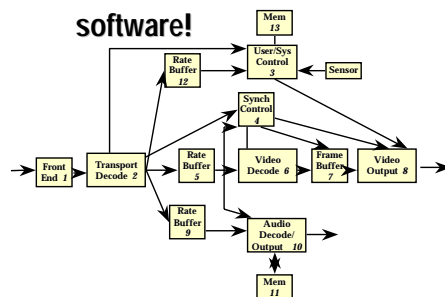 software!
Mem
13
User/Sys
Control
3
Sensor
Rate
Buffer
12
Synch
Control
4
Front
End 1
Transport
Decode 2
Rate
Buffer
5
Video
Decode 6
Frame
Buffer
7
Video
Output 8
Rate
Buffer
9
Audio
Decode/
Output 10
Mem
11